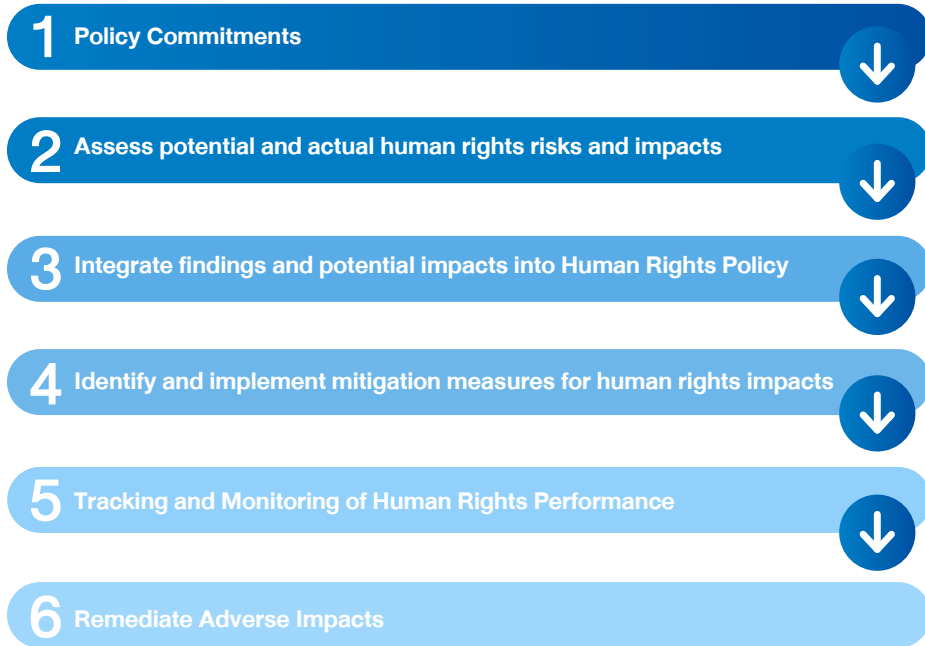 1 Policy Commitments
2 Assess potential and actual human rights risks and impacts
3 Integrate findings and potential impacts into Human Rights Policy
4 Identify and implement mitigation measures for human rights impacts
5 Tracking and Monitoring of Human Rights Performance
6 Remediate Adverse Impacts